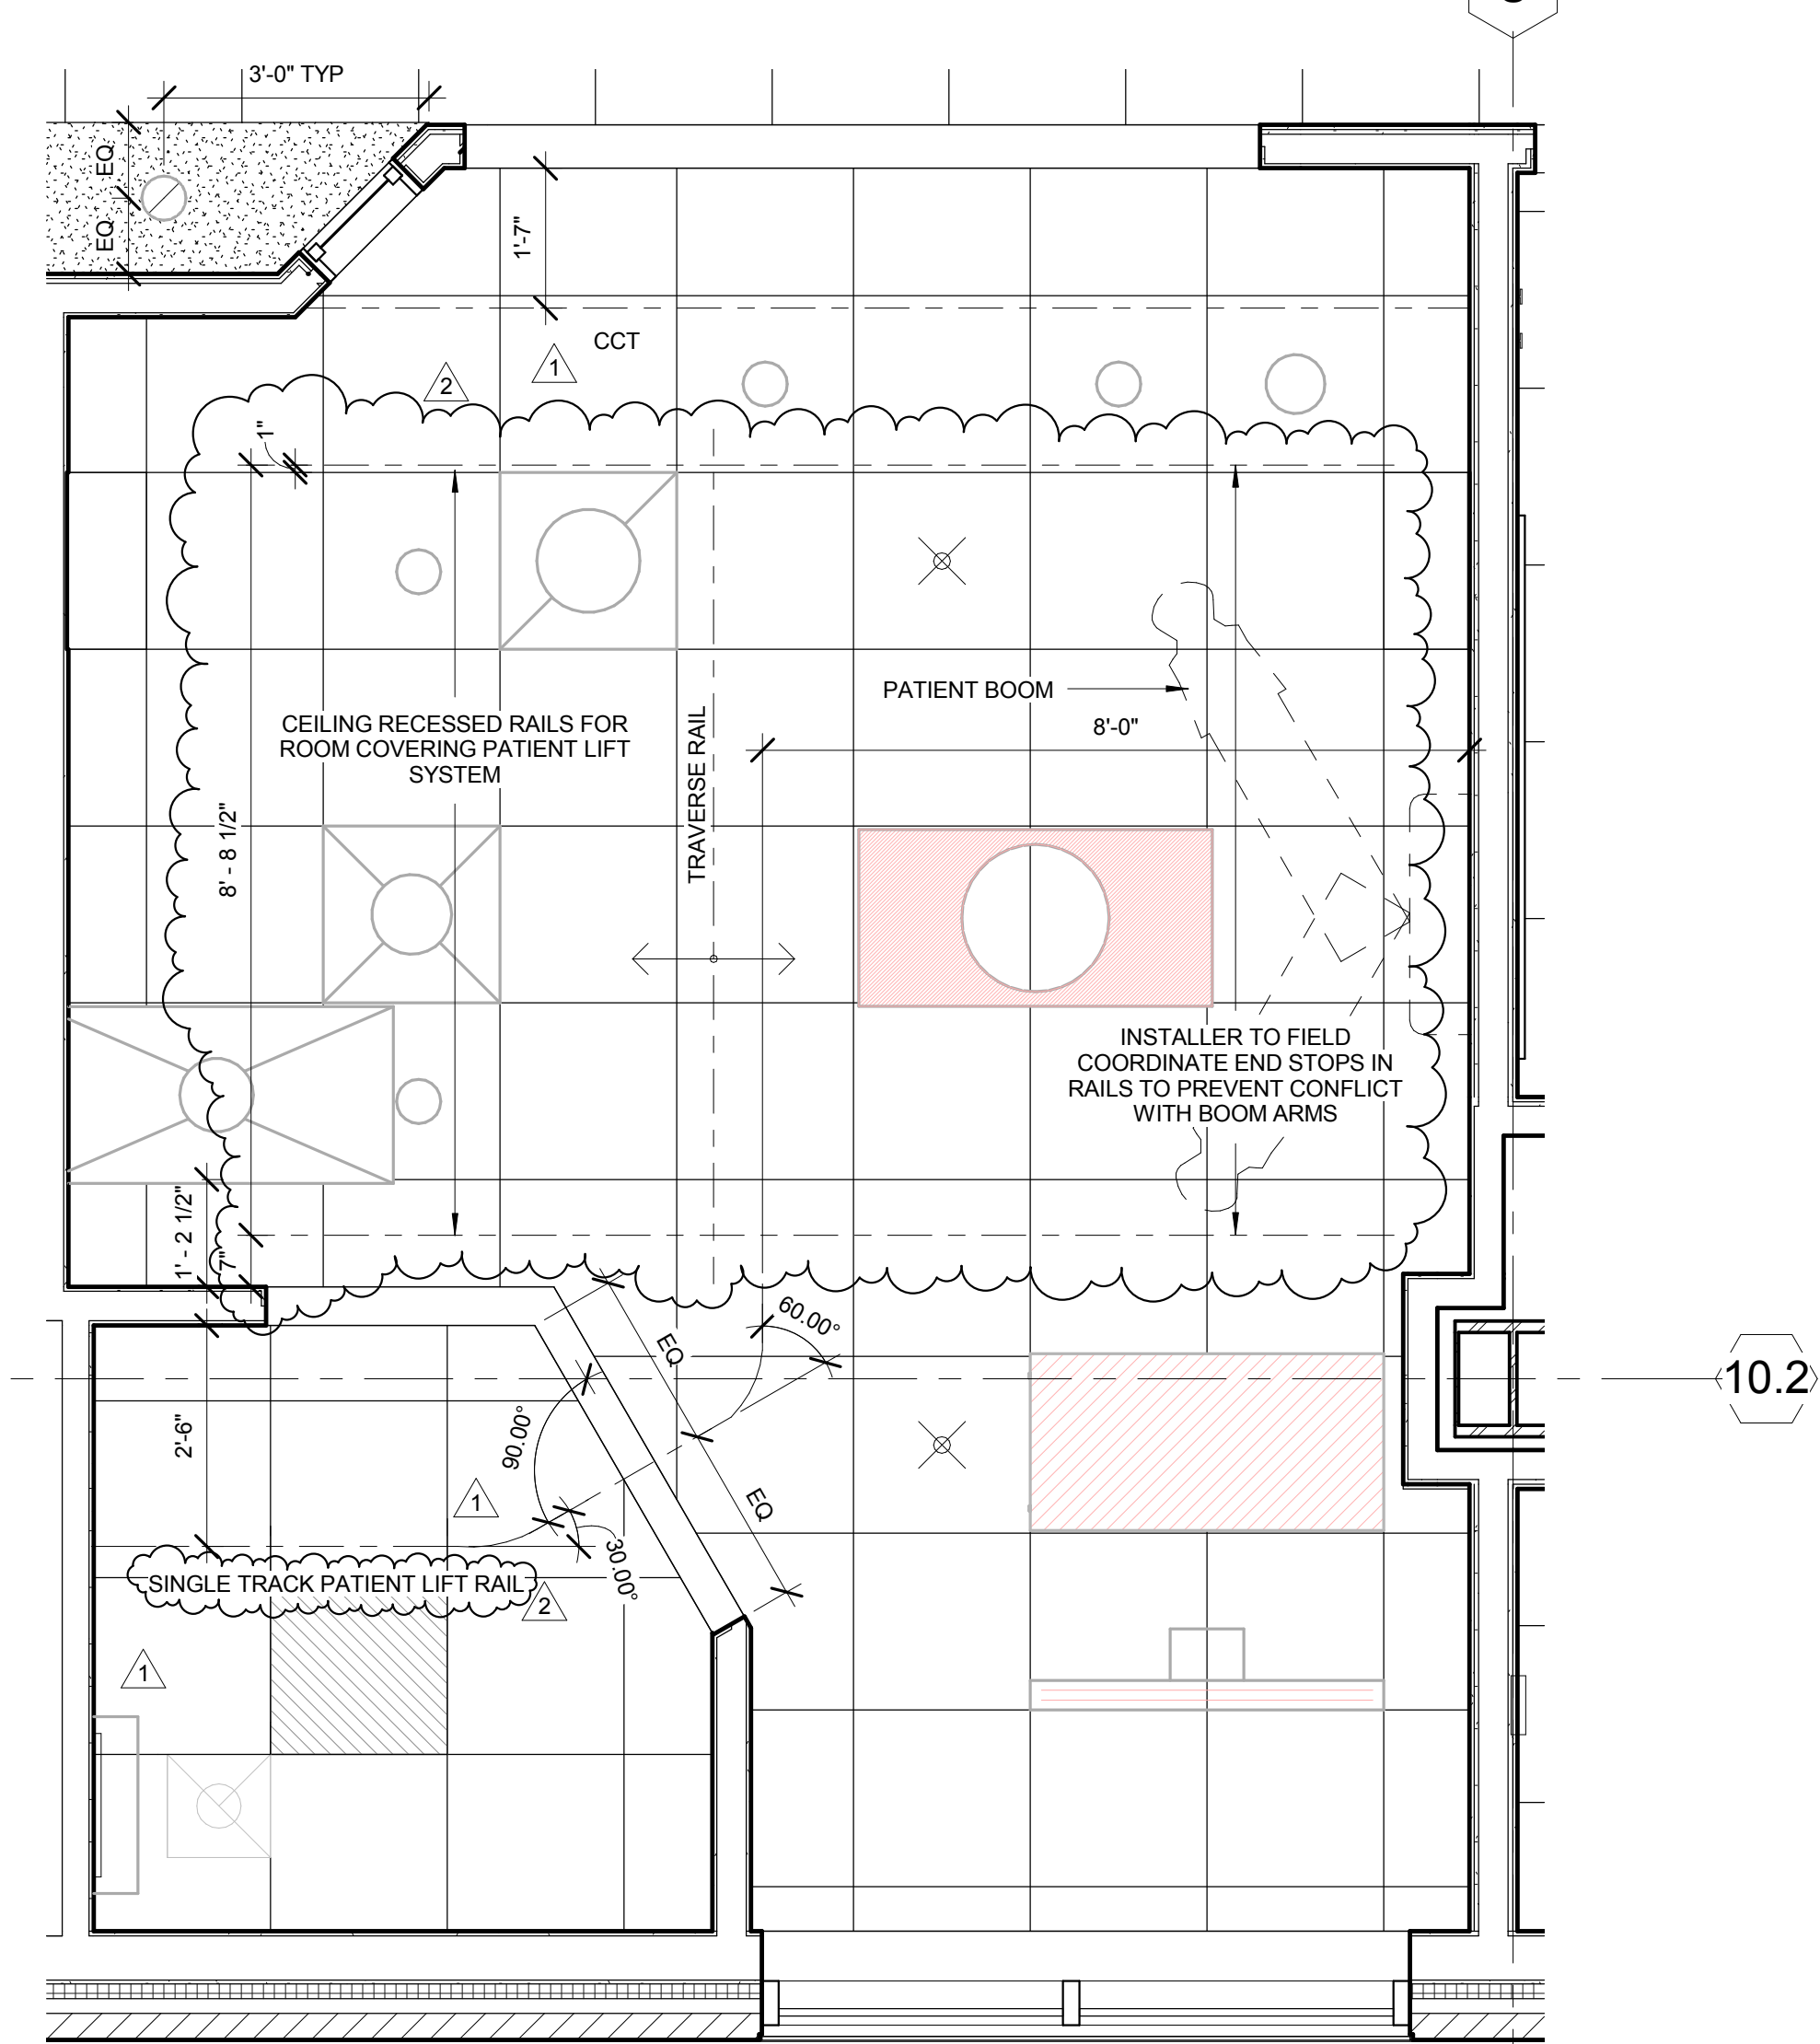 3'-0" TYP
EQ
EQ
1'-7"
CCT
1
2
1"
CEILING RECESSED RAILS FOR
ROOM COVERING PATIENT LIFT
SYSTEM
TRAVERSE RAIL
PATIENT BOOM
8'-0"
8' - 8 1/2"
INSTALLER TO FIELD
COORDINATE END STOPS IN
RAILS TO PREVENT CONFLICT
WITH BOOM ARMS
1' - 2 1/2"
7"
60.00°
EQ
10.2
2'-6"
90.00°
EQ
1
30.00°
SINGLE TRACK PATIENT LIFT RAIL
2
1